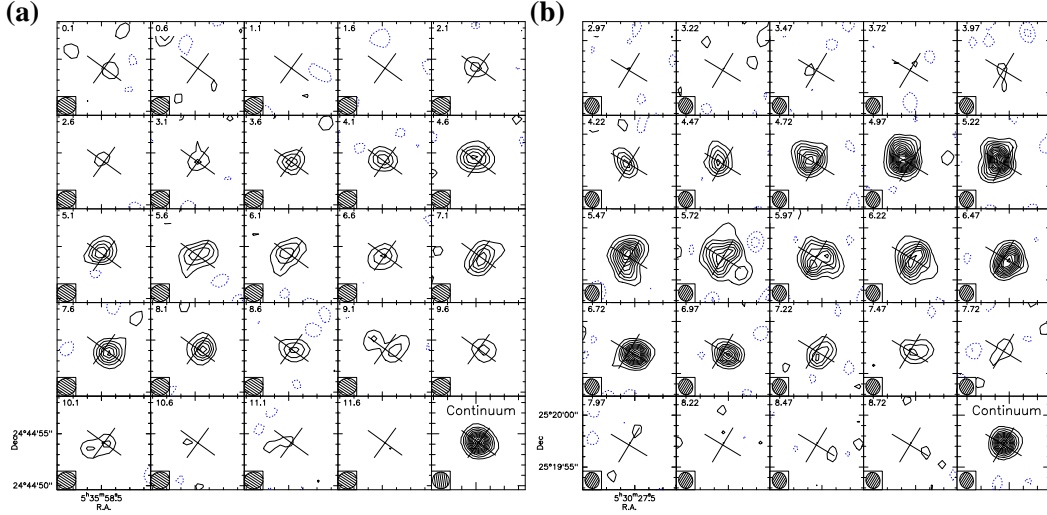 (a)
0.1 0.6 1.1 1.6 2.1
2.6 3.1 3.6 4.1 4.6
5.1 5.6 6.1 6.6 7.1
7.6 8.1 8.6 9.1 9.6
10.1 10.6 11.1 11.6 Continuum
24°44'55"
Dec
24°44'50"
5h35m58s.5
R.A.
(b)
2.97 3.22 3.47 3.72 3.97
4.22 4.47 4.72 4.97 5.22
5.47 5.72 5.97 6.22 6.47
6.72 6.97 7.22 7.47 7.72
7.97 8.22 8.47 8.72 Continuum
25°20'00"
Dec
25°19'55"
5h30m27s.5
R.A.